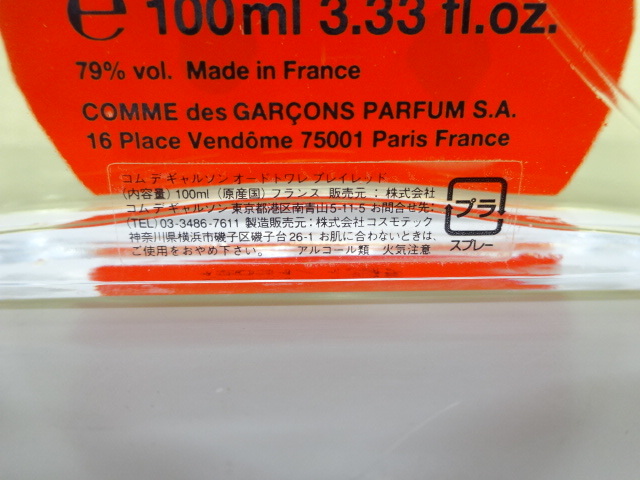 ℮ 100ml 3.33 fl.oz.
79% vol. Made in France
COMME des GARÇONS PARFUM S.A.
16 Place Vendôme 75001 Paris France
コム デ ギャルソン オードトワレ プレイレッド
(内容量) 100ml (原産国) フランス 販売元 : 株式会社
コム デ ギャルソン 東京都港区南青山5-11-5 お問合せ先:
(TEL) 03-3486-7611 製造販売元:株式会社コスモテック
神奈川県横浜市磯子区磯子台26-1 お肌に合わないときは、
ご使用をおやめ下さい。 アルコール類 火気注意
プラ
スプレー